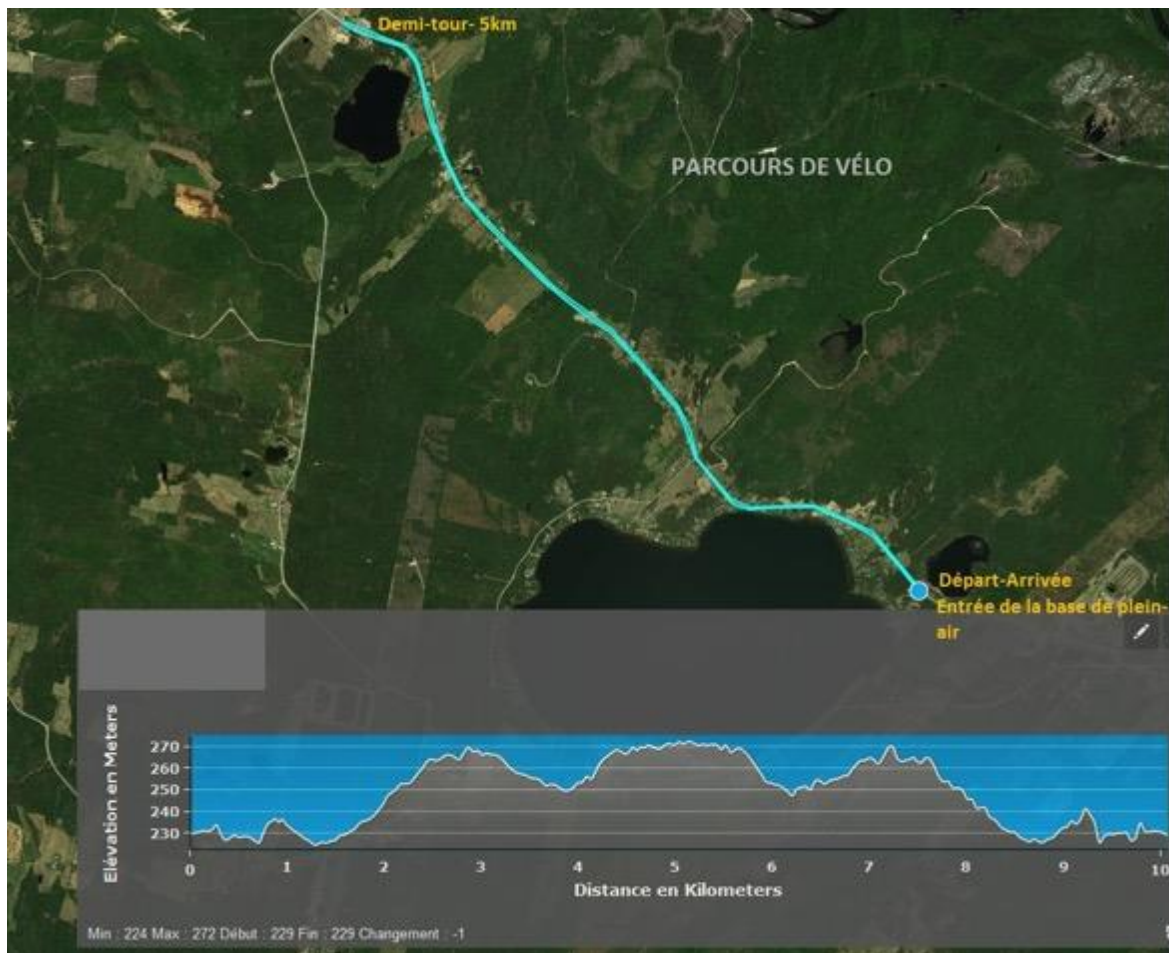 Demi-tour- 5km
PARCOURS DE VÉLO
Départ-Arrivée
Entrée de la base de plein-
air
Elévation en Meters
270
260
250
240
230
0 1 2 3 4 5 6 7 8 9 10
Distance en Kilometers
Min : 224 Max : 272 Début : 229 Fin : 229 Changement : -1